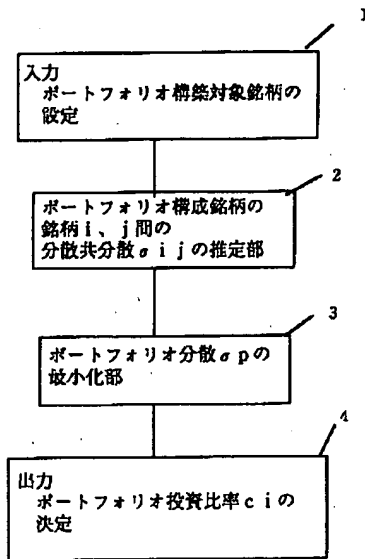 1
入力
ポートフォリオ構築対象銘柄の
設定
2
ポートフォリオ構成銘柄の
銘柄i、j間の
分散共分散σijの推定部
3
ポートフォリオ分散σpの
最小化部
4
出力
ポートフォリオ投資比率ciの
決定